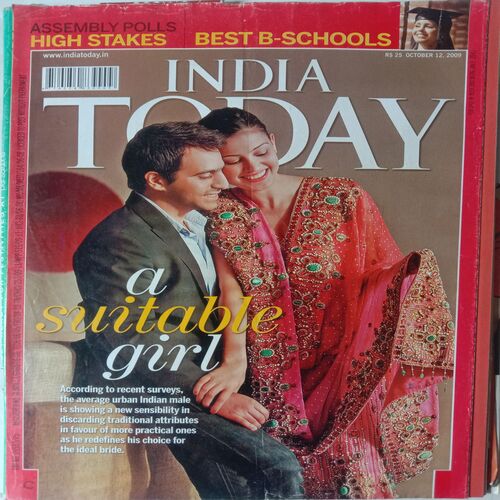 ASSEMBLY POLLS
HIGH STAKES
BEST B-SCHOOLS
www.indiatoday.in
RS 25 OCTOBER 12, 2009
INDIA
TODAY
a
suitable
girl
According to recent surveys,
the average urban Indian male
is showing a new sensibility in
discarding traditional attributes
in favour of more practical ones
as he redefines his choice for
the ideal bride.